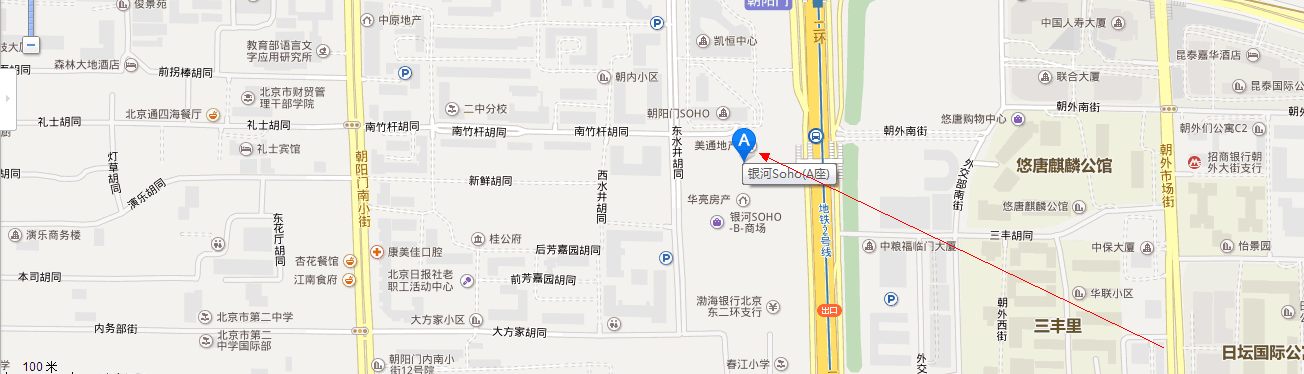 俊景苑
技大厦
森林大地酒店
前拐棒胡同
教育部语言文
字应用研究所
中原地产
P
P
朝内小区
凯恒中心
朝阳门
二环
中国人寿大厦
联合大厦
昆泰嘉华酒店
昆泰国际公
北京市财贸管
理干部学院
北京通四海餐厅
礼士胡同
礼士胡同
礼士宾馆
二中分校
南竹杆胡同
南竹杆胡同
南竹杆胡同
朝阳门SOHO
美通地产
A
银河Soho(A座)
朝外南街
朝外南街
悠唐购物中心
朝外们公寓C2
招商银行朝
外大街支行
悠唐麒麟公馆
悠唐麒麟公馆
外交部南街
朝外市场街
胡同
灯草胡同
演乐胡同
演乐商务楼
东花厅胡同
朝阳门南小街
新鲜胡同
西水井胡同
东水井胡同
华亮房产
银河SOHO
-B-商场
地铁2号线
桂公府
后芳嘉园胡同
前芳嘉园胡同
康美佳口腔
杏花餐馆
江南食府
本司胡同
北京日报社老
职工活动中心
P
中粮福临门大厦
三丰胡同
中保大厦
怡景园
P
华联小区
三丰里
朝外西街
日坛国际公
渤海银行北京
东二环支行
出口
大方家小区
大方家胡同
北京市第二中学
内务部街
北京市第二
中学国际部
朝阳门内南小
街12号院
春江小学
外交
二
学
100 米